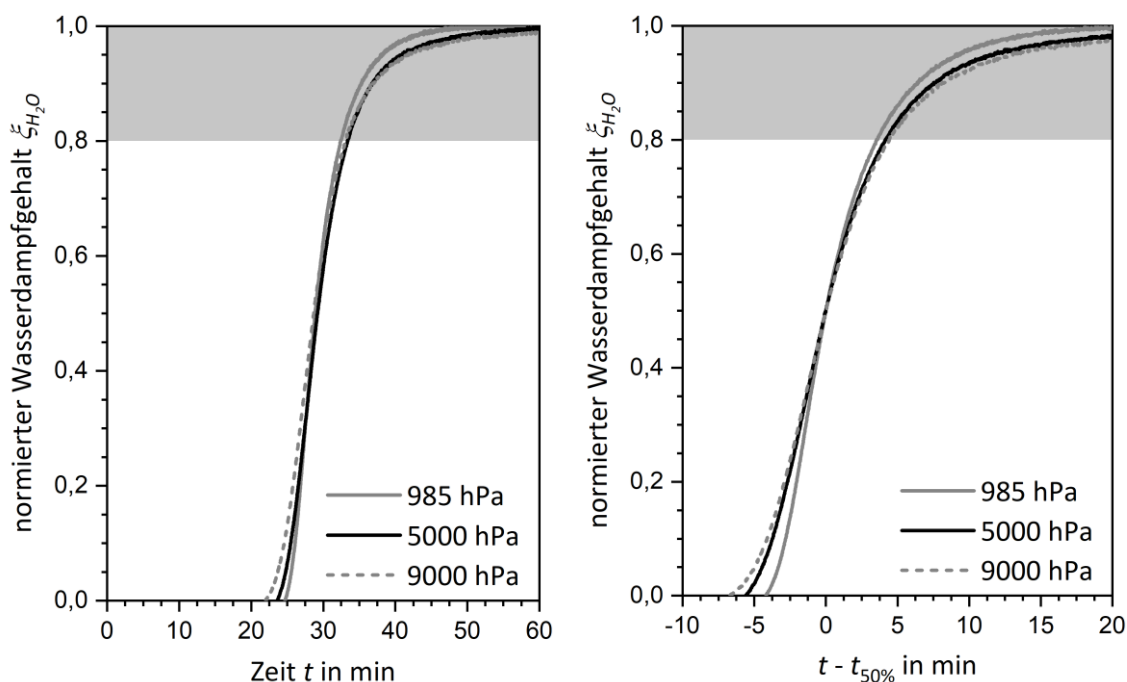 normierter Wasserdampfgehalt ξH₂O
1,0
0,8
0,6
0,4
0,2
0,0
985 hPa
5000 hPa
9000 hPa
0 10 20 30 40 50 60
Zeit t in min
normierter Wasserdampfgehalt ξH₂O
1,0
0,8
0,6
0,4
0,2
0,0
985 hPa
5000 hPa
9000 hPa
-10 -5 0 5 10 15 20
t - t50% in min